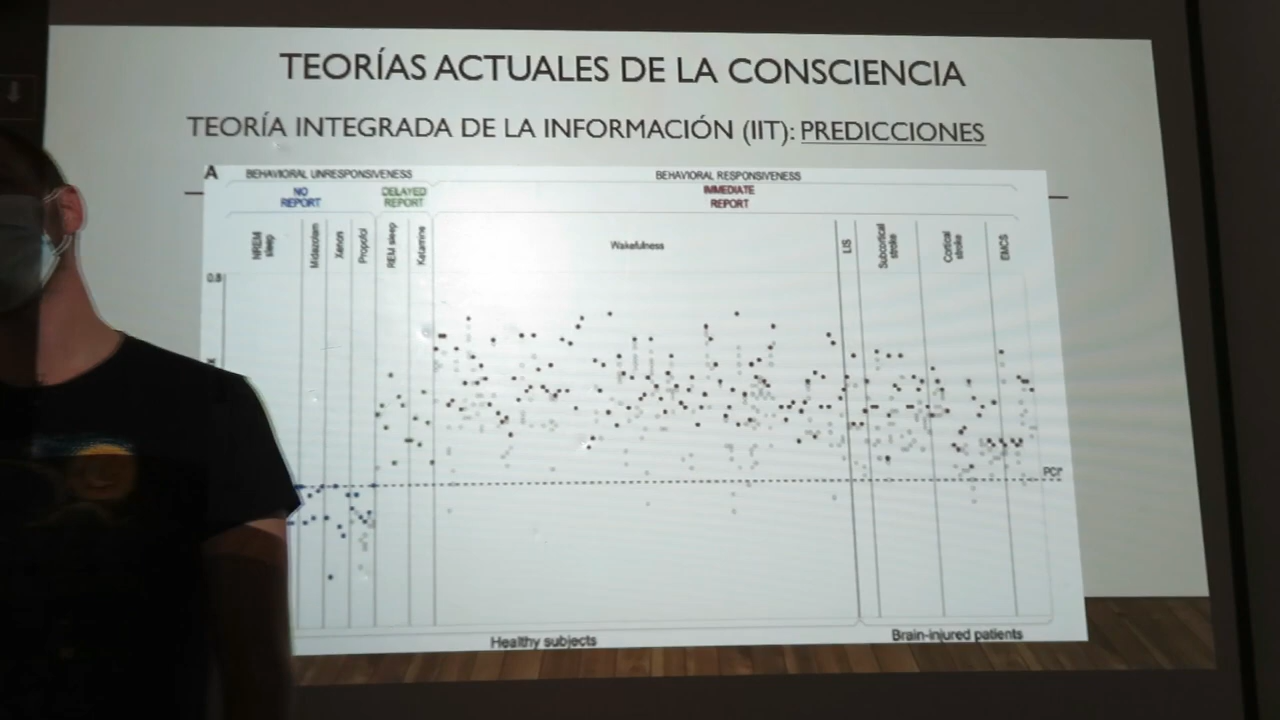 TEORÍAS ACTUALES DE LA CONSCIENCIA
TEORÍA INTEGRADA DE LA INFORMACIÓN (IIT): PREDICCIONES
A
BEHAVIORAL UNRESPONSIVENESS
BEHAVIORAL RESPONSIVENESS
NO
REPORT
DELAYED
REPORT
IMMEDIATE
REPORT
NREM
sleep
Midazolam
Xenon
Propofol
REM sleep
Ketamine
Wakefulness
LIS
Subcortical
stroke
Cortical
stroke
EMCS
0.8
PCI*
Healthy subjects
Brain-injured patients